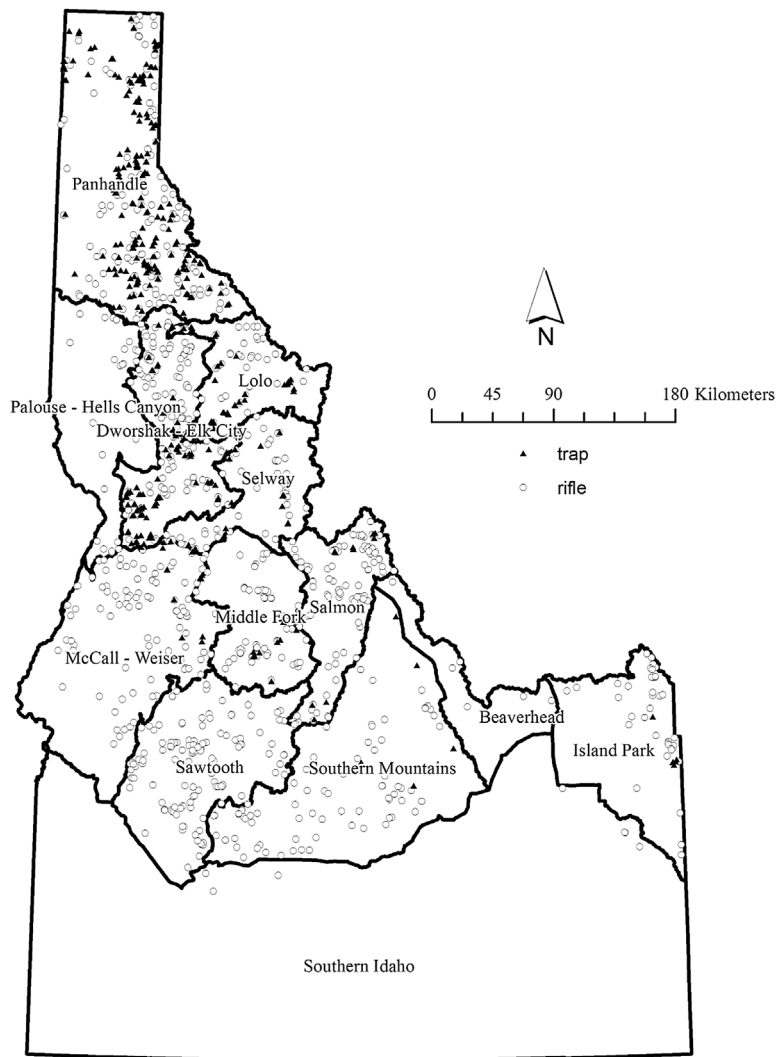 Panhandle
Lolo
Palouse - Hells Canyon
Dworshak - Elk City
Selway
N
0 45 90 180 Kilometers
trap
rifle
Middle Fork
Salmon
McCall - Weiser
Beaverhead
Island Park
Sawtooth
Southern Mountains
Southern Idaho